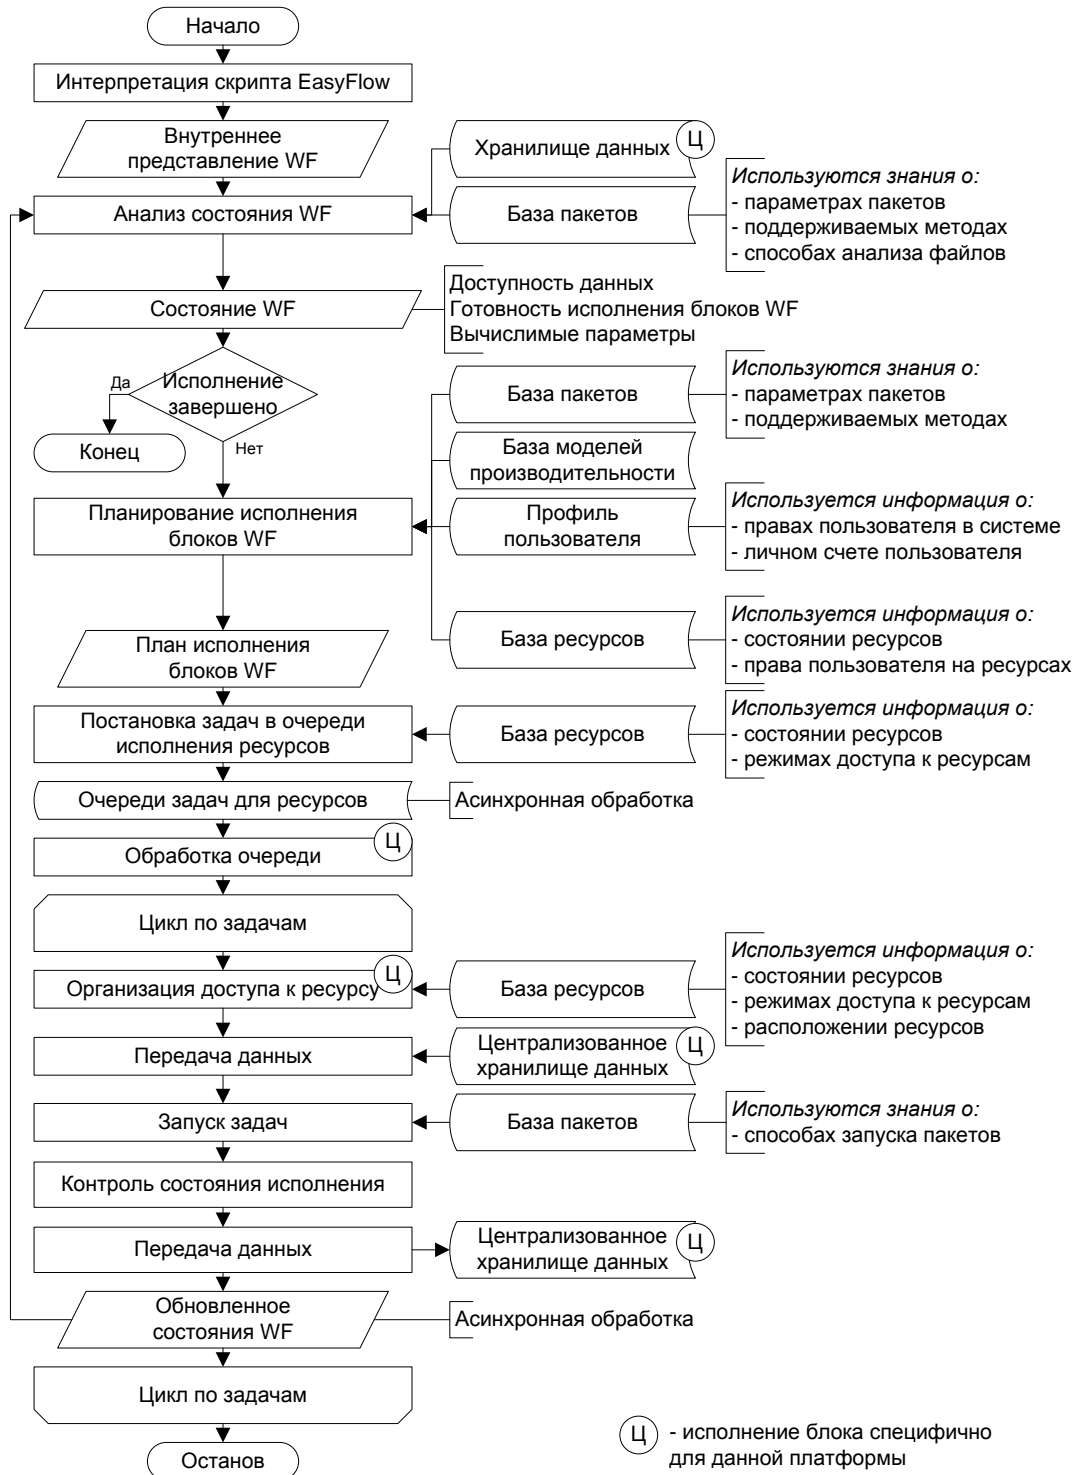 Начало
Интерпретация скрипта EasyFlow
Внутреннее
представление WF
Хранилище данных
Ц
Анализ состояния WF
База пакетов
Используются знания о:
- параметрах пакетов
- поддерживаемых методах
- способах анализа файлов
Состояние WF
Доступность данных
Готовность исполнения блоков WF
Вычислимые параметры
Исполнение
завершено
Да
Нет
Конец
База пакетов
Используются знания о:
- параметрах пакетов
- поддерживаемых методах
База моделей
производительности
Планирование исполнения
блоков WF
Профиль
пользователя
Используется информация о:
- правах пользователя в системе
- личном счете пользователя
План исполнения
блоков WF
База ресурсов
Используется информация о:
- состоянии ресурсов
- права пользователя на ресурсах
Постановка задач в очереди
исполнения ресурсов
База ресурсов
Используется информация о:
- состоянии ресурсов
- режимах доступа к ресурсам
Очереди задач для ресурсов
Асинхронная обработка
Обработка очереди
Ц
Цикл по задачам
Организация доступа к ресурсу
Ц
База ресурсов
Используется информация о:
- состоянии ресурсов
- режимах доступа к ресурсам
- расположении ресурсов
Передача данных
Централизованное
хранилище данных
Ц
Запуск задач
База пакетов
Используются знания о:
- способах запуска пакетов
Контроль состояния исполнения
Передача данных
Централизованное
хранилище данных
Ц
Обновленное
состояния WF
Асинхронная обработка
Цикл по задачам
Останов
Ц
- исполнение блока специфично
для данной платформы